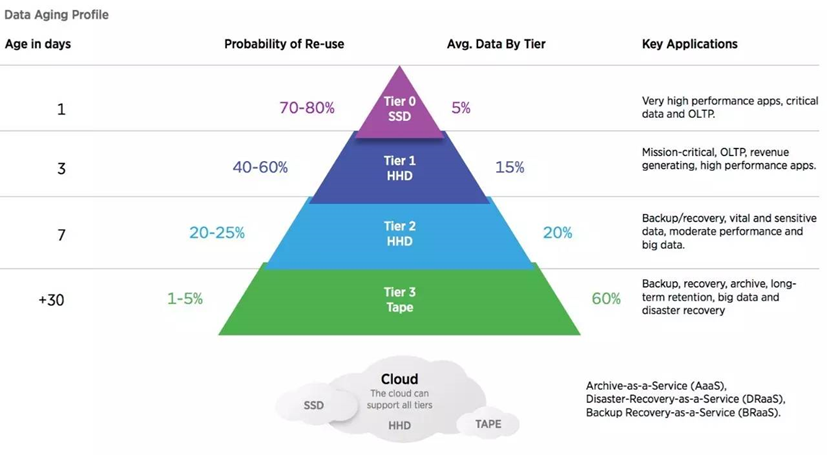 Data Aging Profile
Age in days
Probability of Re-use
Avg. Data By Tier
Key Applications
1
70-80%
Tier 0
SSD
5%
Very high performance apps, critical
data and OLTP.
3
40-60%
Tier 1
HHD
15%
Mission-critical, OLTP, revenue
generating, high performance apps.
7
20-25%
Tier 2
HHD
20%
Backup/recovery, vital and sensitive
data, moderate performance and
big data.
+30
1-5%
Tier 3
Tape
60%
Backup, recovery, archive, long-
term retention, big data and
disaster recovery
Cloud
The cloud can
support all tiers
SSD
HHD
TAPE
Archive-as-a-Service (AaaS),
Disaster-Recovery-as-a-Service (DRaaS),
Backup Recovery-as-a-Service (BRaaS).